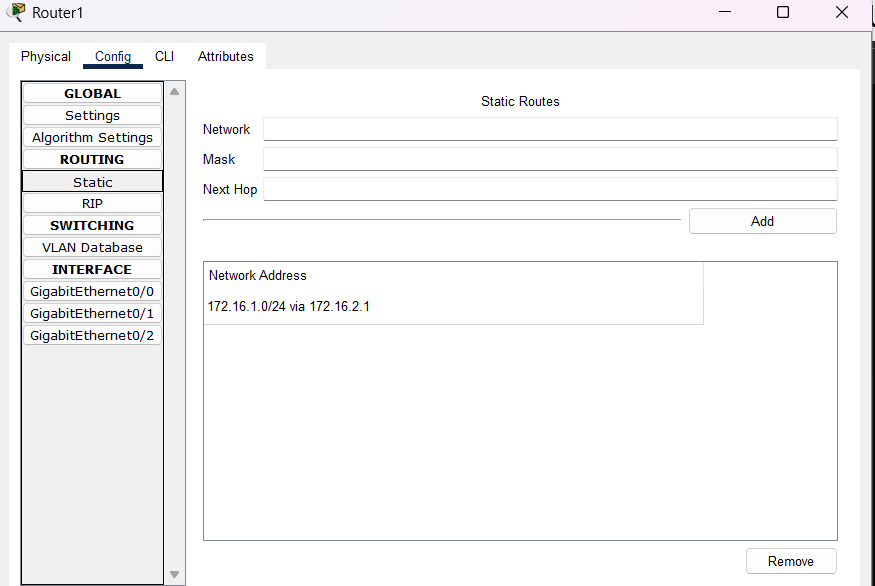 Router1
Physical Config CLI Attributes
GLOBAL
Settings
Algorithm Settings
ROUTING
Static
RIP
SWITCHING
VLAN Database
INTERFACE
GigabitEthernet0/0
GigabitEthernet0/1
GigabitEthernet0/2
Static Routes
Network
Mask
Next Hop
Add
Network Address
172.16.1.0/24 via 172.16.2.1
Remove